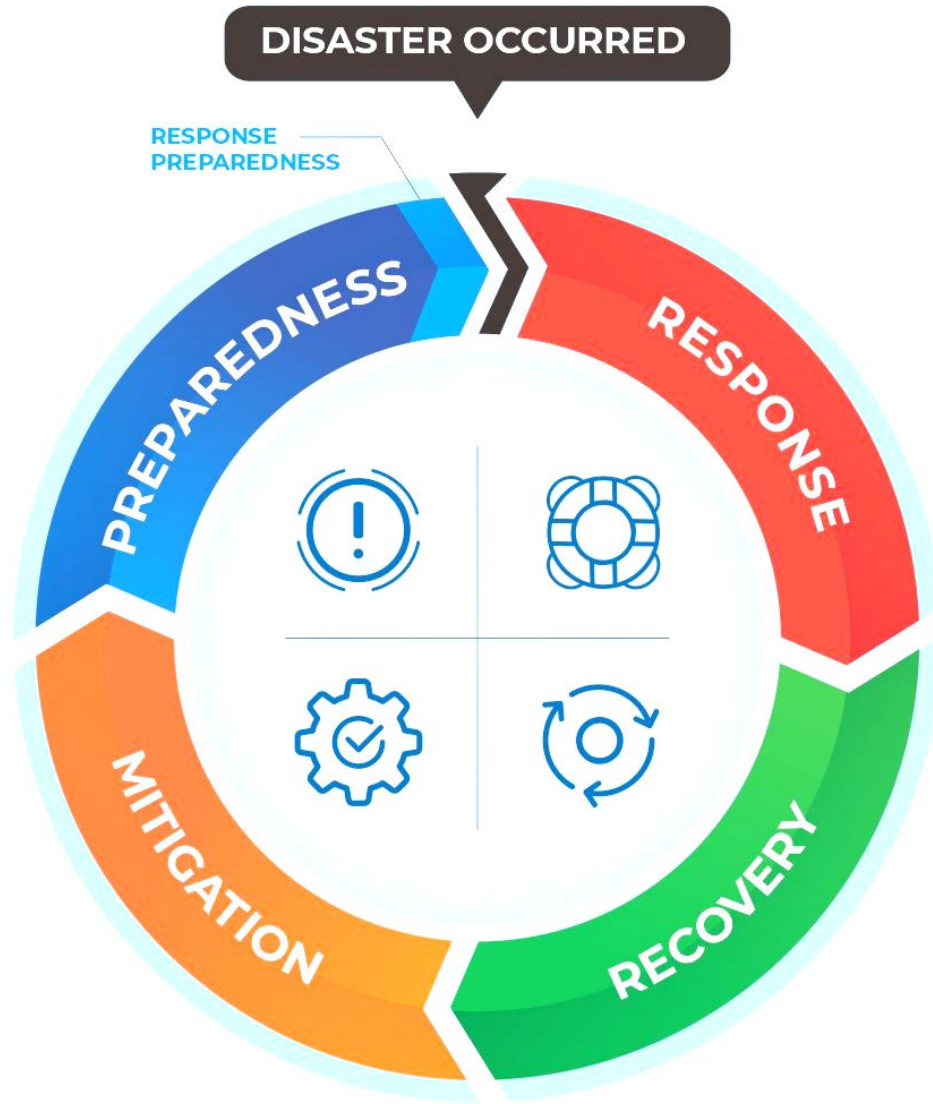 DISASTER OCCURRED
RESPONSE
PREPAREDNESS
PREPAREDNESS
RESPONSE
MITIGATION
RECOVERY